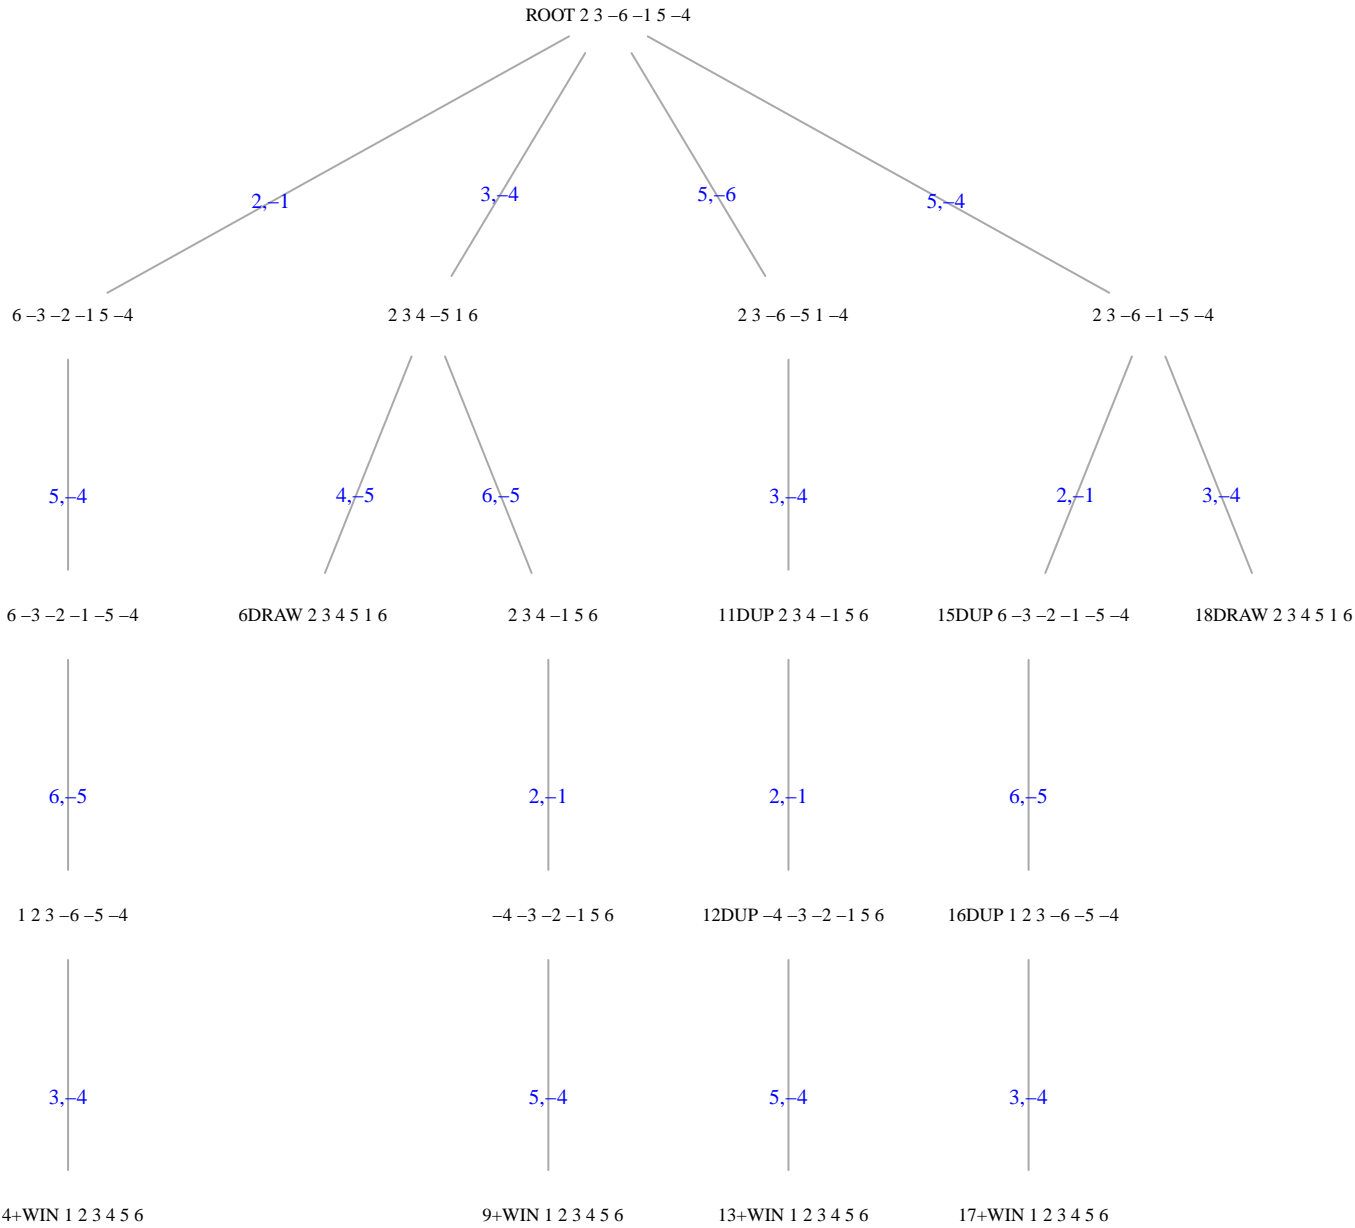 ROOT 2 3 –6 –1 5 –4
2,–1
3,–4
5,–6
5,–4
6 –3 –2 –1 5 –4
2 3 4 –5 1 6
2 3 –6 –5 1 –4
2 3 –6 –1 –5 –4
5,–4
4,–5
6,–5
3,–4
2,–1
3,–4
6 –3 –2 –1 –5 –4
6DRAW 2 3 4 5 1 6
2 3 4 –1 5 6
11DUP 2 3 4 –1 5 6
15DUP 6 –3 –2 –1 –5 –4
18DRAW 2 3 4 5 1 6
6,–5
2,–1
2,–1
6,–5
1 2 3 –6 –5 –4
–4 –3 –2 –1 5 6
12DUP –4 –3 –2 –1 5 6
16DUP 1 2 3 –6 –5 –4
3,–4
5,–4
5,–4
3,–4
4+WIN 1 2 3 4 5 6
9+WIN 1 2 3 4 5 6
13+WIN 1 2 3 4 5 6
17+WIN 1 2 3 4 5 6